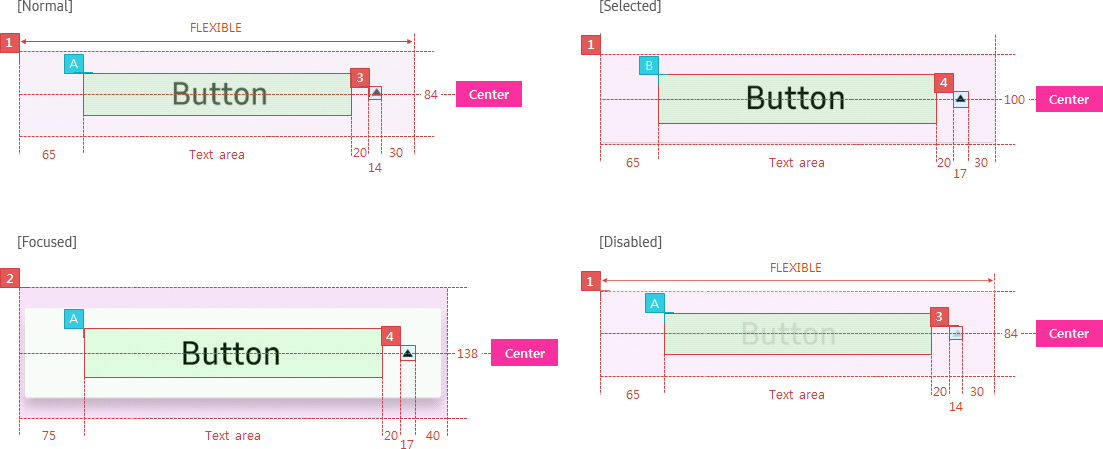 [Normal]
FLEXIBLE
1
A
Button
3
84
Center
65
Text area
20
14
30
[Selected]
1
B
Button
4
100
Center
65
Text area
20
17
30
[Focused]
2
A
Button
4
138
Center
75
Text area
20
17
40
[Disabled]
FLEXIBLE
1
A
Button
3
84
Center
65
Text area
20
14
30